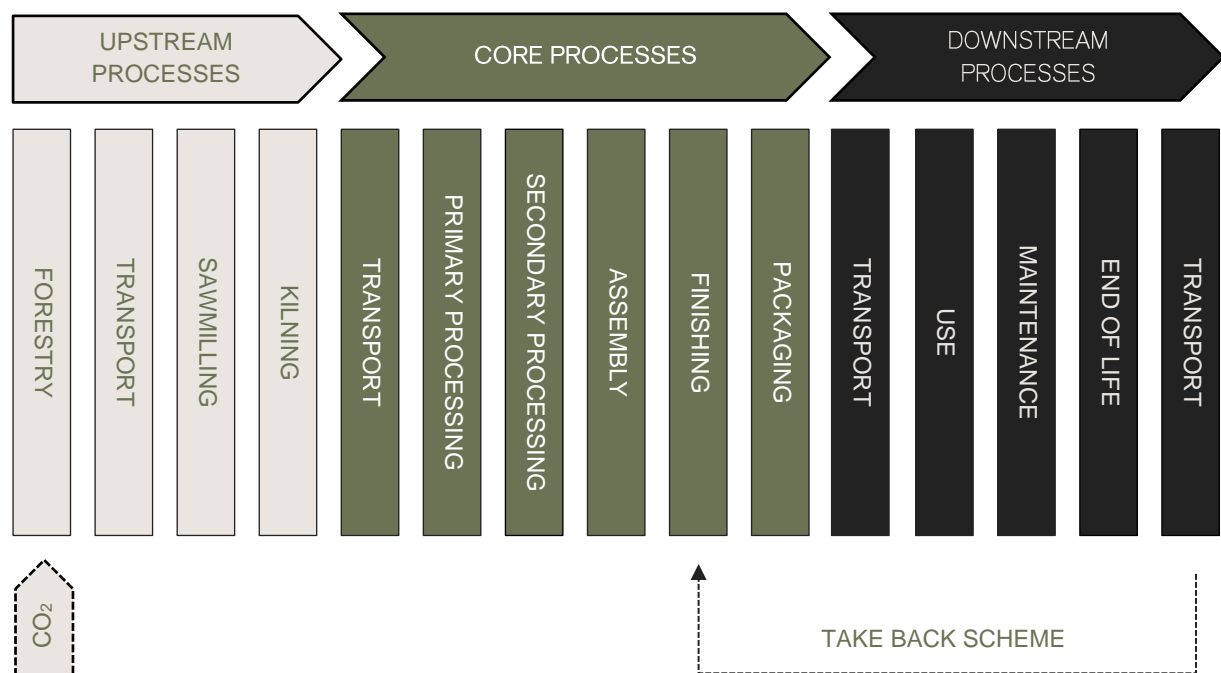 UPSTREAM
PROCESSES
CORE PROCESSES
DOWNSTREAM
PROCESSES
FORESTRY
TRANSPORT
SAWMILLING
KILNING
TRANSPORT
PRIMARY PROCESSING
SECONDARY PROCESSING
ASSEMBLY
FINISHING
PACKAGING
TRANSPORT
USE
MAINTENANCE
END OF LIFE
TRANSPORT
CO₂
TAKE BACK SCHEME